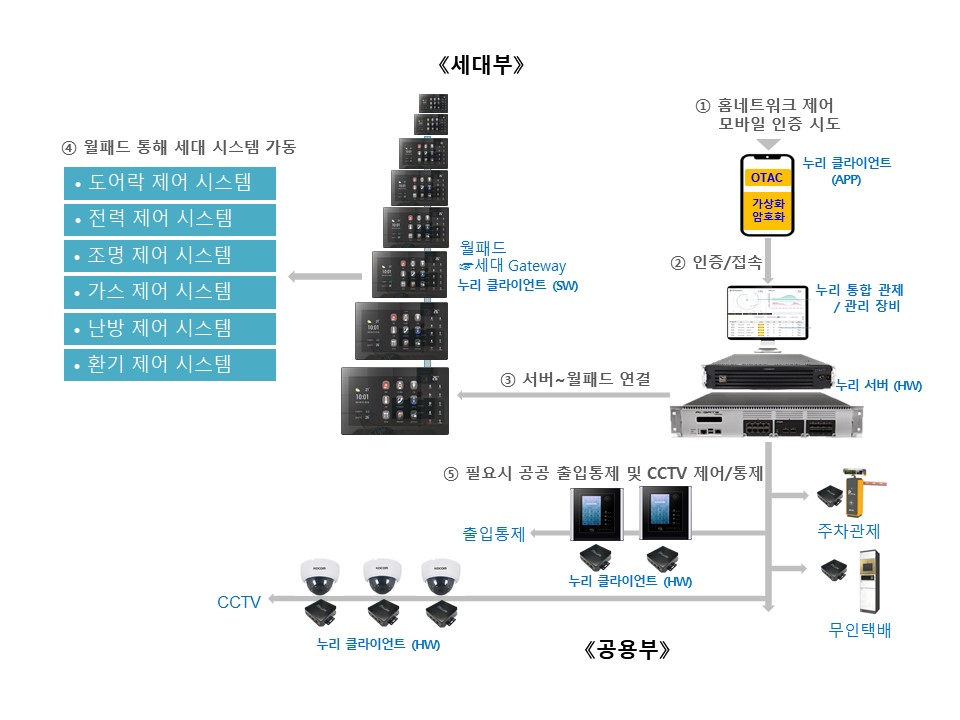 《세대부》
① 홈네트워크 제어
모바일 인증 시도
④ 월패드 통해 세대 시스템 가동
누리 클라이언트
(APP)
OTAC
가상화
암호화
• 도어락 제어 시스템
• 전력 제어 시스템
• 조명 제어 시스템
• 가스 제어 시스템
• 난방 제어 시스템
• 환기 제어 시스템
월패드
☞세대 Gateway
누리 클라이언트 (SW)
② 인증/접속
누리 통합 관제
/ 관리 장비
10:01
10:01
10:01
③ 서버~월패드 연결
누리 서버 (HW)
⑤ 필요시 공공 출입통제 및 CCTV 제어/통제
출입통제
주차관제
누리 클라이언트 (HW)
CCTV
누리 클라이언트 (HW)
무인택배
《공용부》